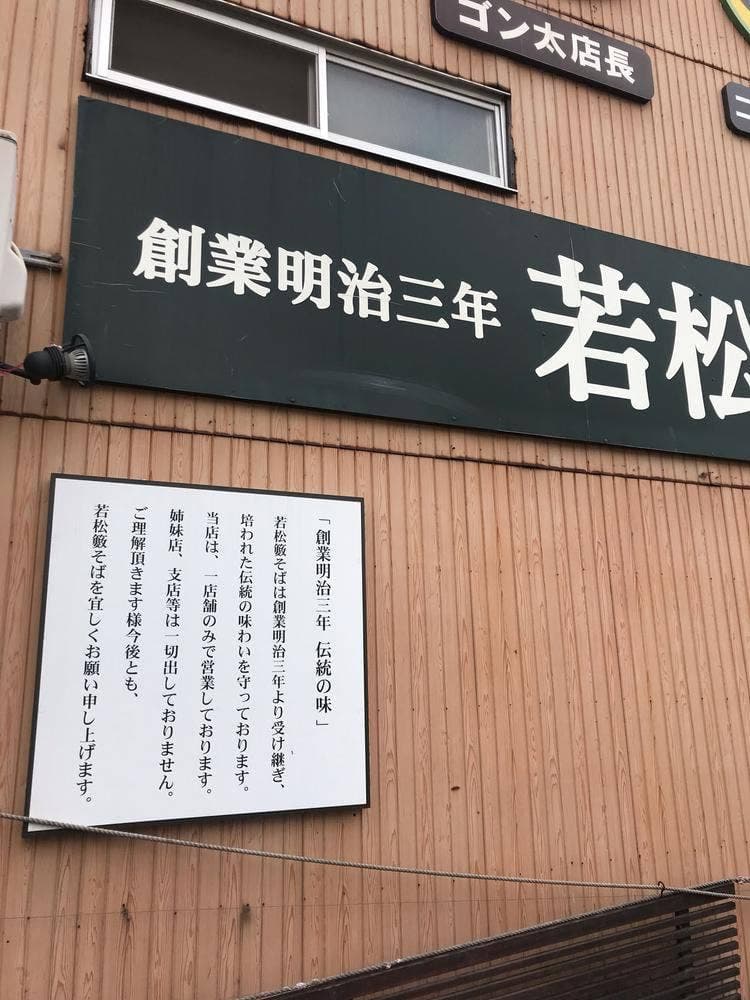 ゴン太店長
創業明治三年 若松
「創業明治三年 伝統の味」
若松籔そばは創業明治三年より受け継ぎ、
培われた伝統の味わいを守っております。
当店は、一店舗のみで営業しております。
姉妹店、支店等は一切出しておりません。
ご理解頂きます様今後とも、
若松籔そばを宜しくお願い申し上げます。